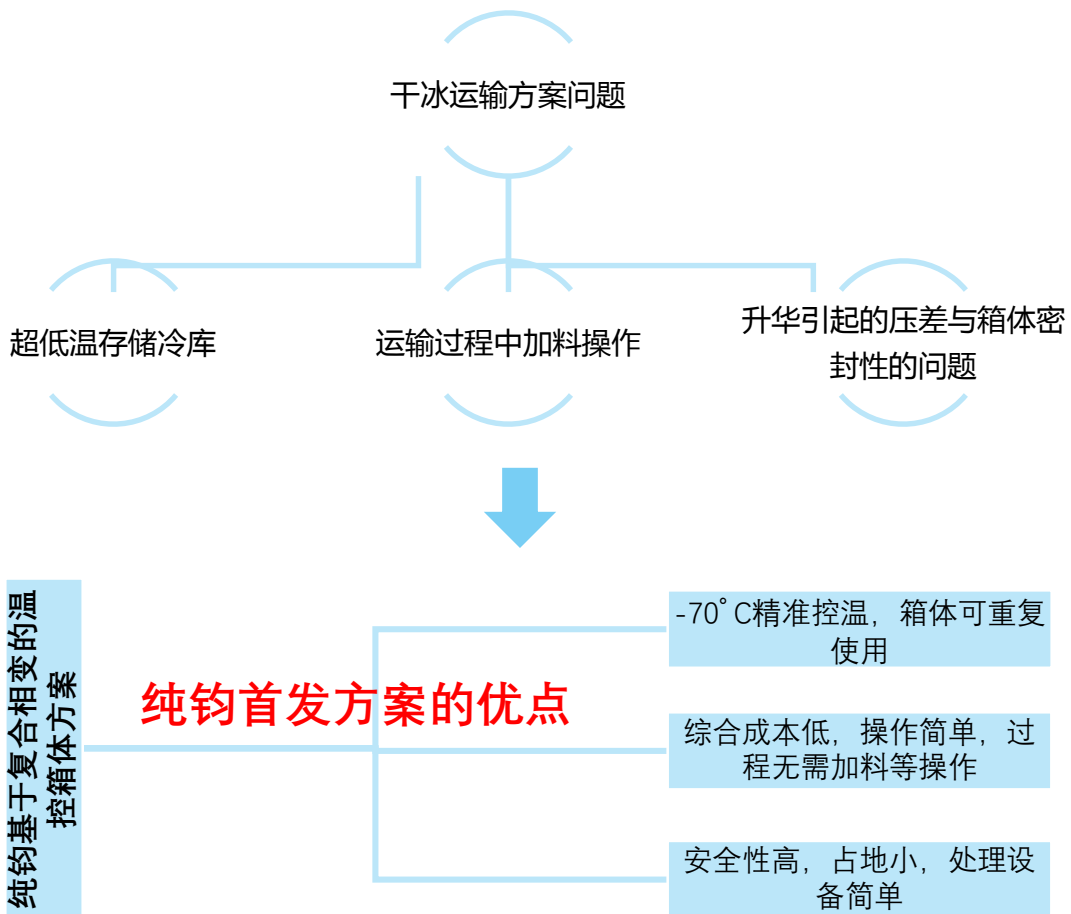 干冰运输方案问题
超低温存储冷库
运输过程中加料操作
升华引起的压差与箱体密
封性的问题
纯钧基于复合相变的温
控箱体方案
纯钧首发方案的优点
-70°C精准控温，箱体可重复
使用
综合成本低，操作简单，过
程无需加料等操作
安全性高，占地小，处理设
备简单